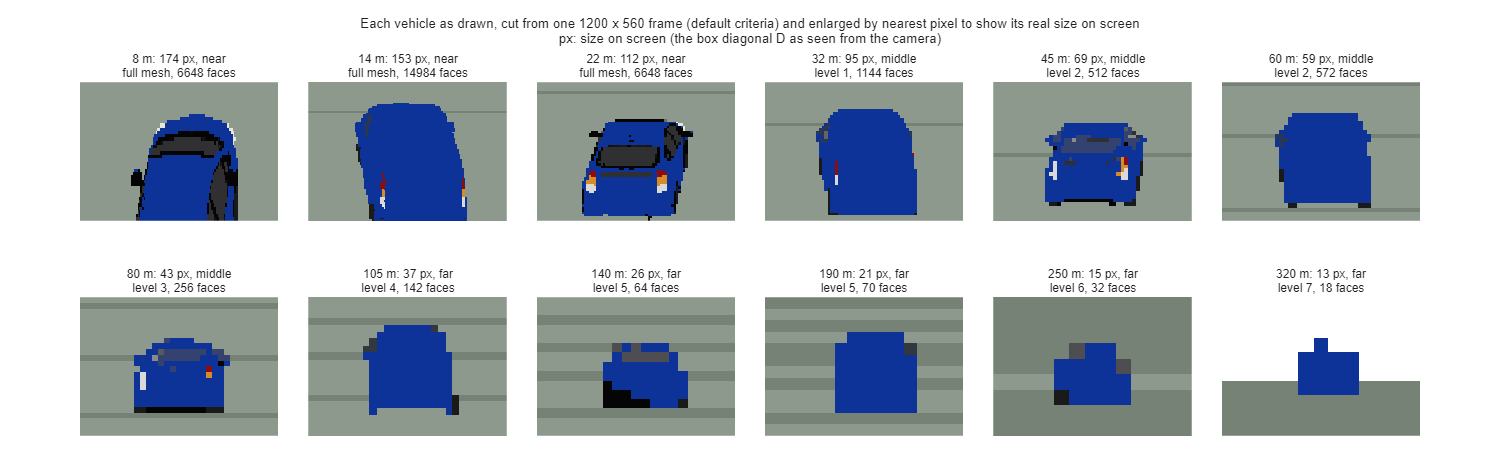 Each vehicle as drawn, cut from one 1200 x 560 frame (default criteria) and enlarged by nearest pixel to show its real size on screen
px: size on screen (the box diagonal D as seen from the camera)
8 m: 174 px, near
full mesh, 6648 faces
14 m: 153 px, near
full mesh, 14984 faces
22 m: 112 px, near
full mesh, 6648 faces
32 m: 95 px, middle
level 1, 1144 faces
45 m: 69 px, middle
level 2, 512 faces
60 m: 59 px, middle
level 2, 572 faces
80 m: 43 px, middle
level 3, 256 faces
105 m: 37 px, far
level 4, 142 faces
140 m: 26 px, far
level 5, 64 faces
190 m: 21 px, far
level 5, 70 faces
250 m: 15 px, far
level 6, 32 faces
320 m: 13 px, far
level 7, 18 faces